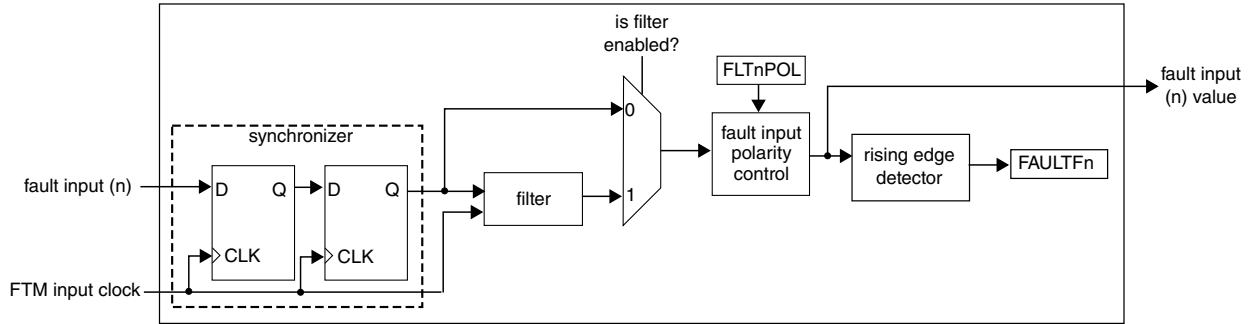 is filter
enabled?
FLTnPOL
fault input
(n) value
0
synchronizer
fault input
polarity
control
rising edge
detector
FAULTFn
fault input (n)
D
Q
D
Q
filter
1
CLK
CLK
FTM input clock